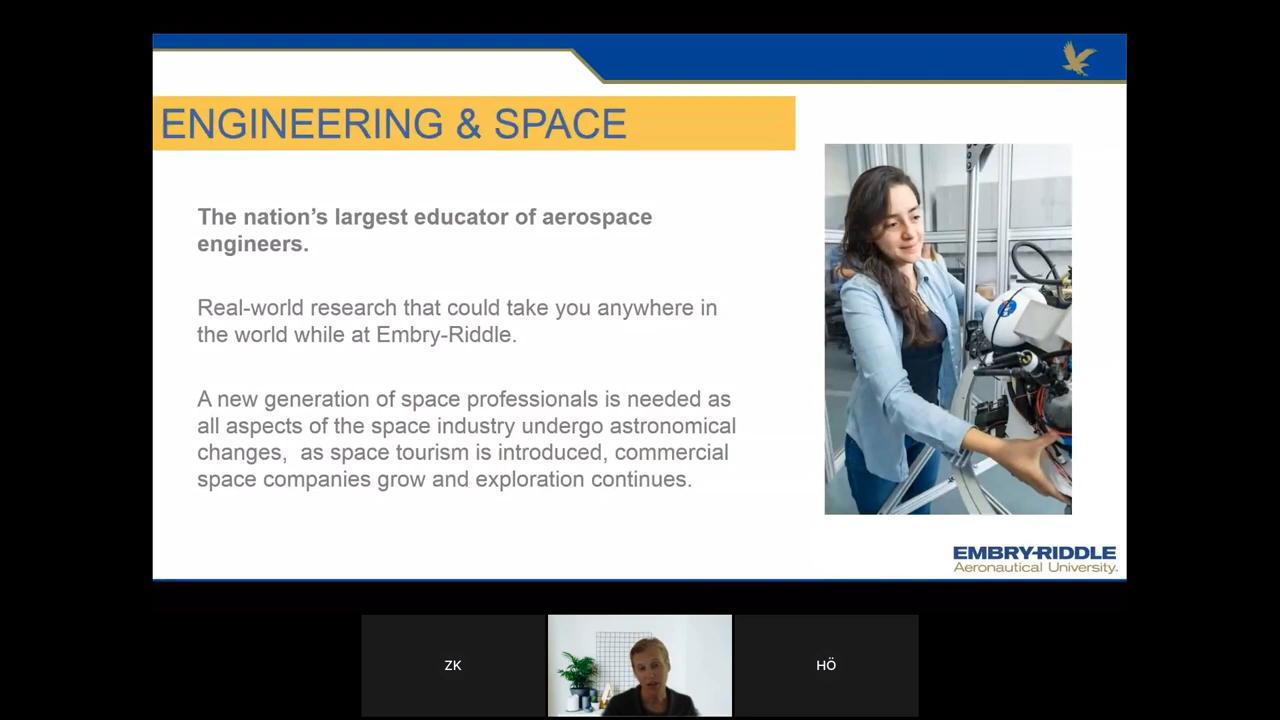 ENGINEERING & SPACE
The nation’s largest educator of aerospace
engineers.
Real-world research that could take you anywhere in
the world while at Embry-Riddle.
A new generation of space professionals is needed as
all aspects of the space industry undergo astronomical
changes,  as space tourism is introduced, commercial
space companies grow and exploration continues.
EMBRY-RIDDLE
Aeronautical University.
ZK
HÖ